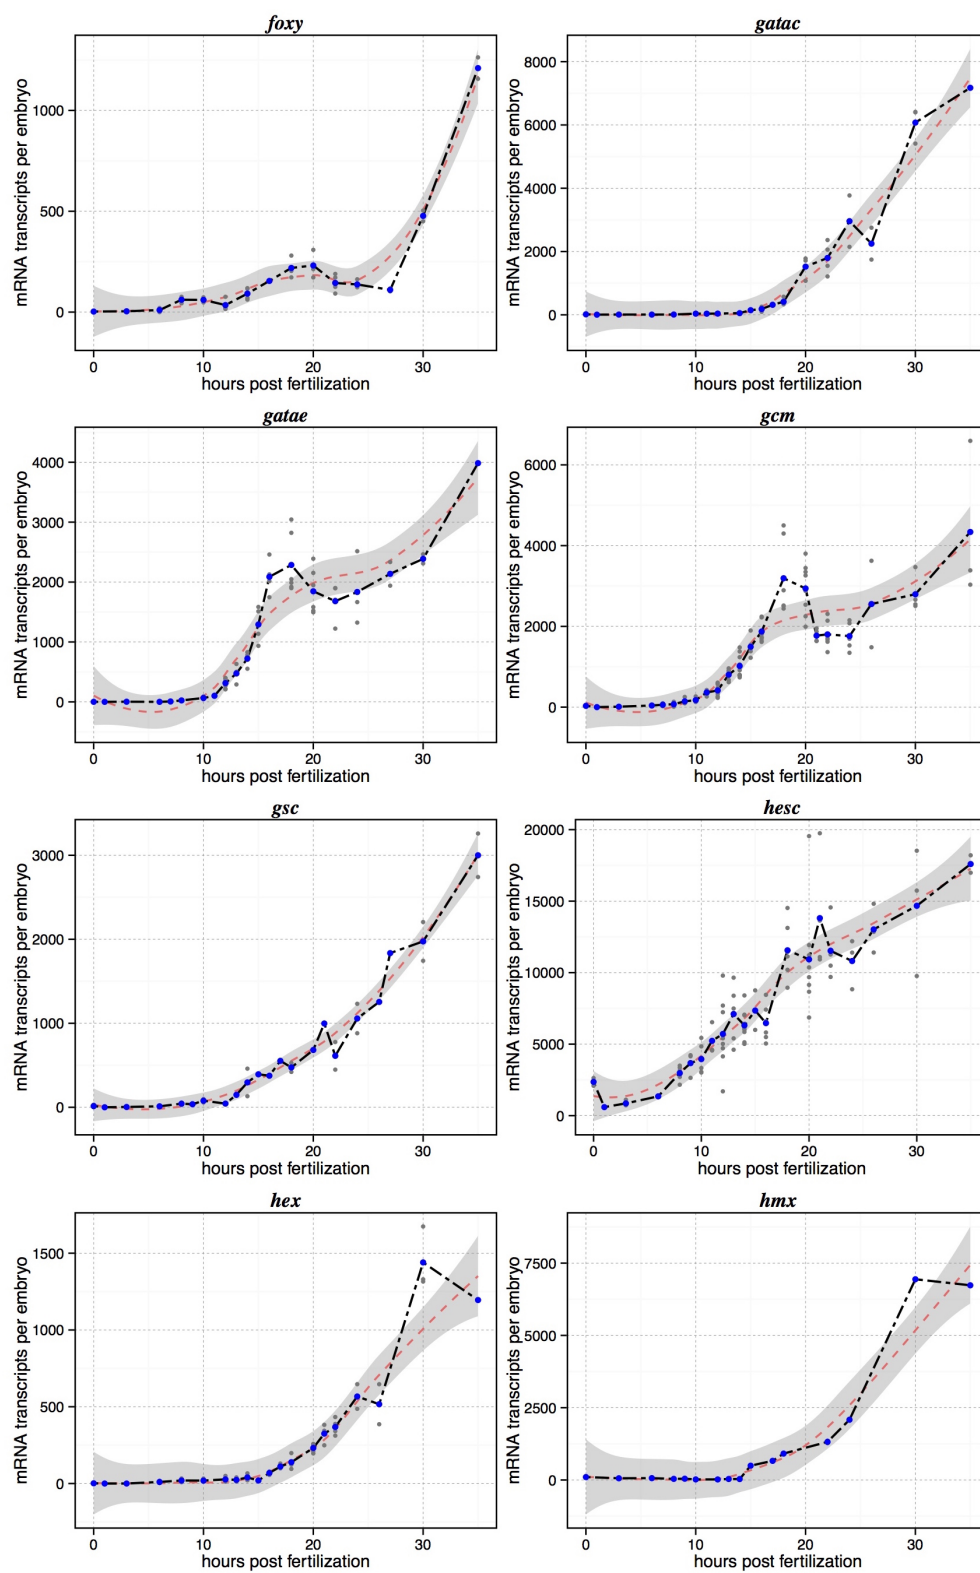 foxy
mRNA transcripts per embryo
1000
500
0
0 10 20 30
hours post fertilization
gatac
mRNA transcripts per embryo
8000
6000
4000
2000
0
0 10 20 30
hours post fertilization
gatae
mRNA transcripts per embryo
4000
3000
2000
1000
0
0 10 20 30
hours post fertilization
gcm
mRNA transcripts per embryo
6000
4000
2000
0
0 10 20 30
hours post fertilization
gsc
mRNA transcripts per embryo
3000
2000
1000
0
0 10 20 30
hours post fertilization
hesc
mRNA transcripts per embryo
20000
15000
10000
5000
0
0 10 20 30
hours post fertilization
hex
mRNA transcripts per embryo
1500
1000
500
0
0 10 20 30
hours post fertilization
hmx
mRNA transcripts per embryo
7500
5000
2500
0
0 10 20 30
hours post fertilization